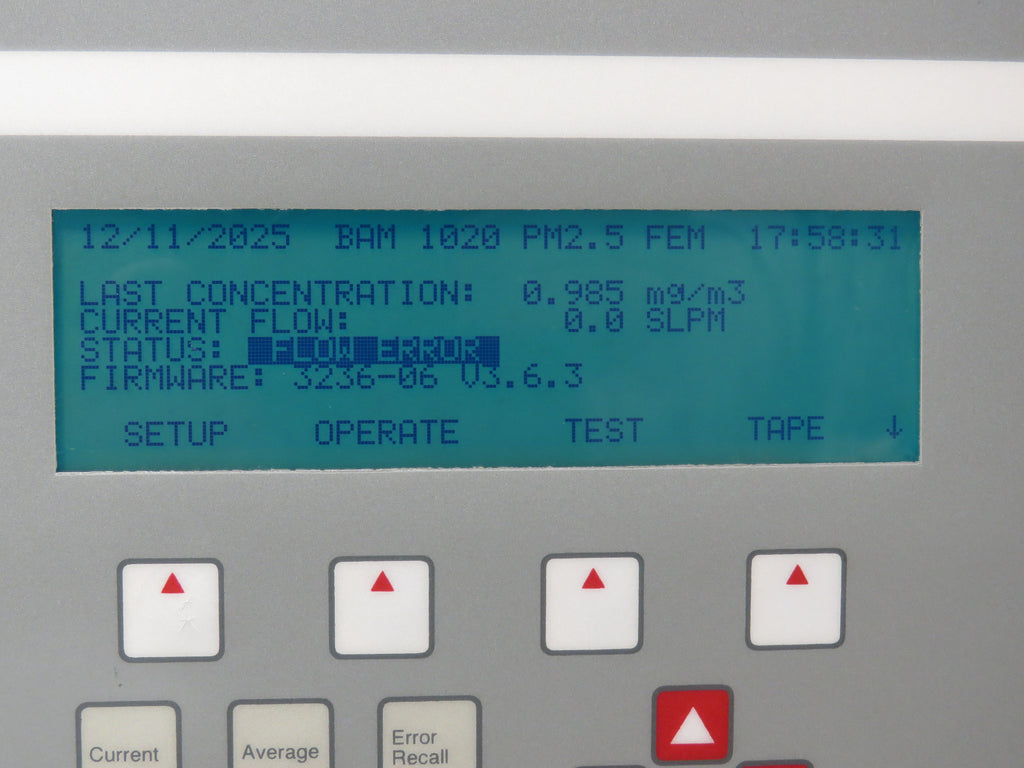 12/11/2025 BAM 1020 PM2.5 FEM 17:58:31
LAST CONCENTRATION: 0.985 mg/m3
CURRENT FLOW: 0.0 SLPM
STATUS: FLOW ERROR
FIRMWARE: 3236-06 V3.6.3
SETUP OPERATE TEST TAPE ↓
Current Average Error
Recall